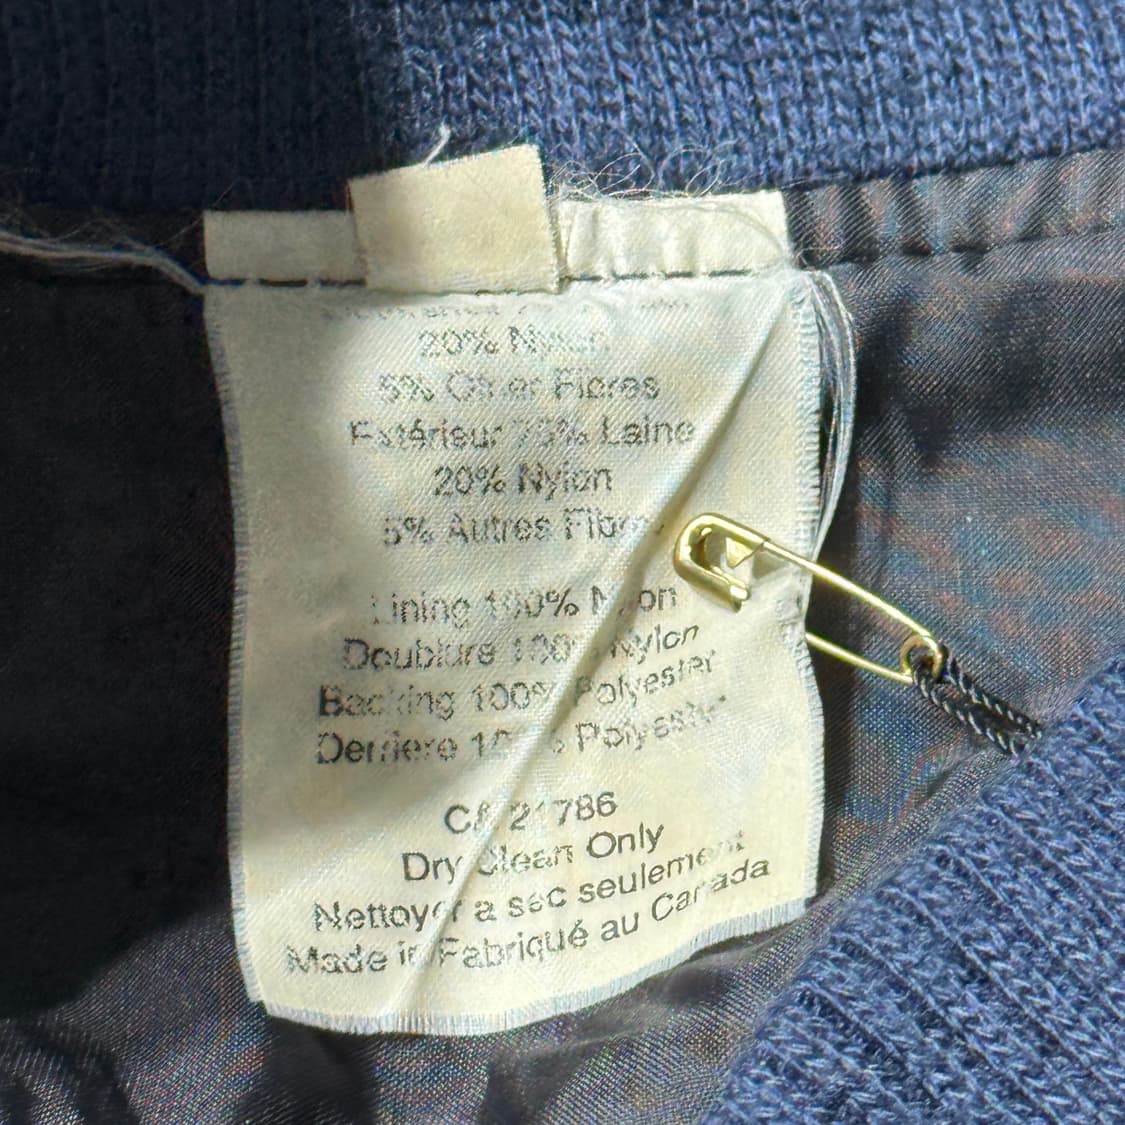 20% Nylon
5% Other Fibres
Extérieur 75% Laine
20% Nylon
5% Autres Fibres
Lining 100% Nylon
Doublure 100% Nylon
Backing 100% Polyester
Derriere 100% Polyester
CA 21786
Dry Clean Only
Nettoyer a sec seulement
Made in/Fabriqué au Canada